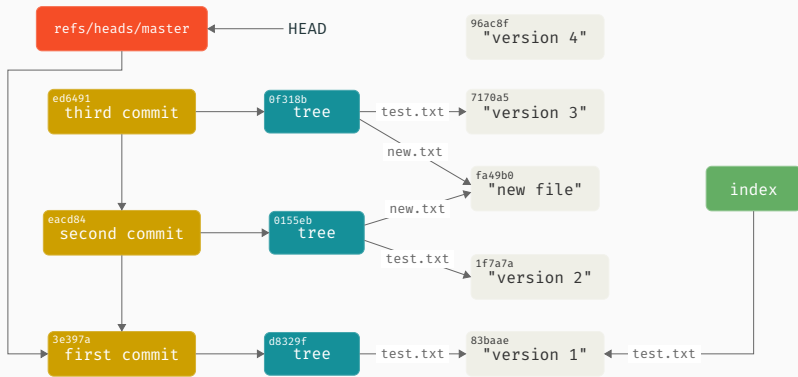 refs/heads/master
HEAD
96ac8f
"version 4"
ed6491
third commit
0f318b
tree
test.txt
7170a5
"version 3"
new.txt
fa49b0
"new file"
index
eacd84
second commit
0155eb
tree
new.txt
test.txt
1f7a7a
"version 2"
3e397a
first commit
d8329f
tree
test.txt
83baae
"version 1"
test.txt